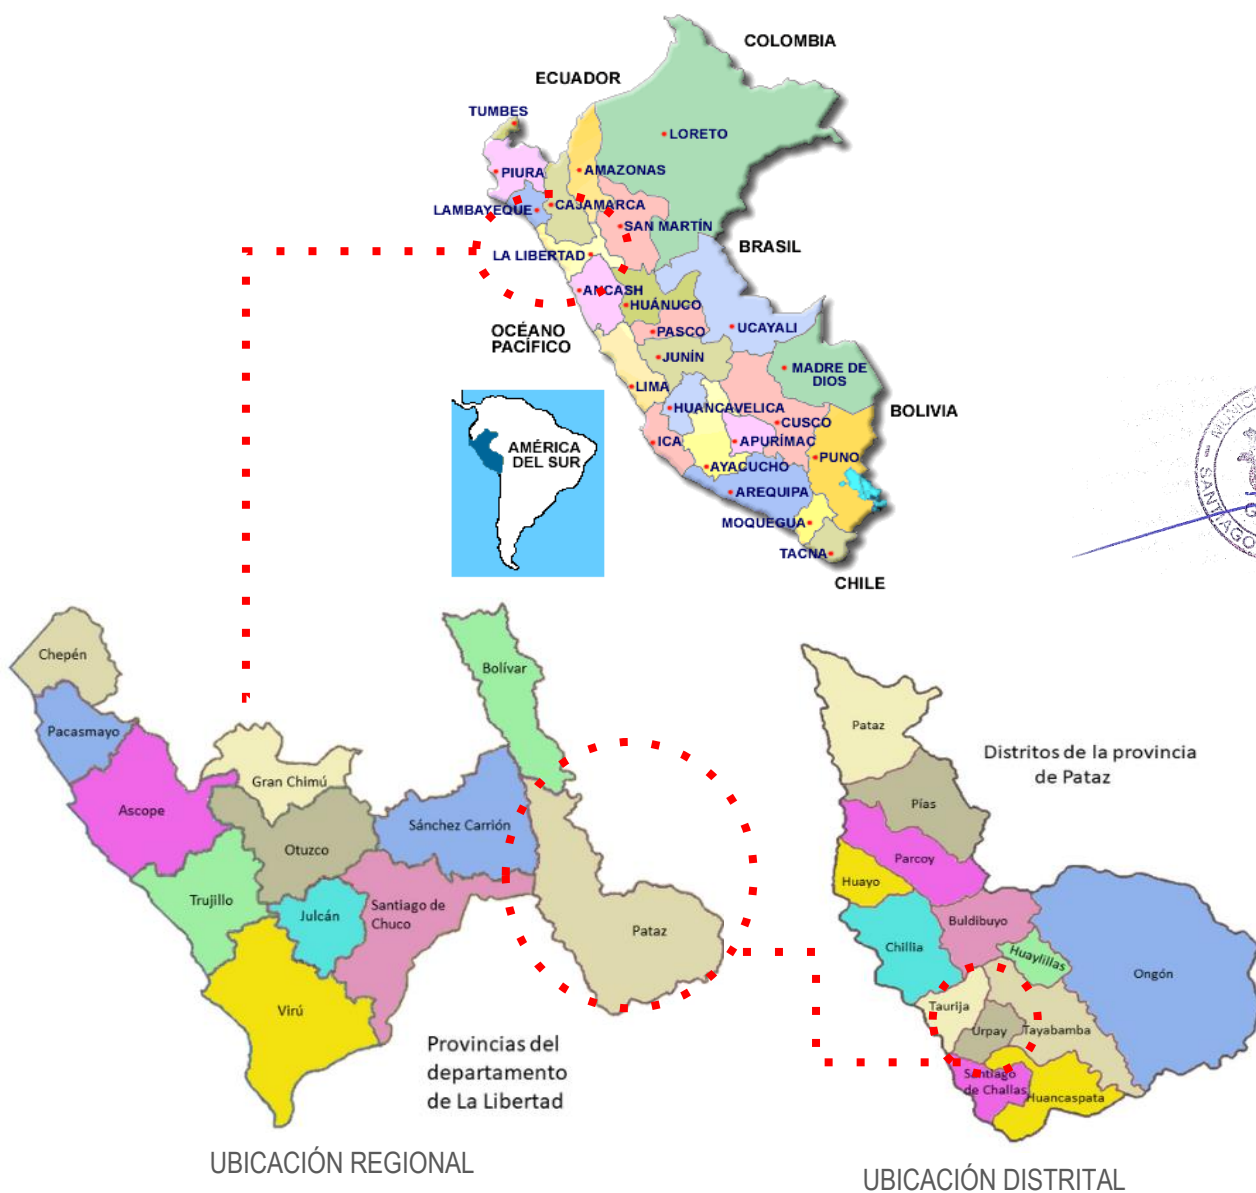 COLOMBIA
ECUADOR
TUMBES
LORETO
PIURA
AMAZONAS
LAMBAYEQUE
CAJAMARCA
SAN MARTÍN
BRASIL
LA LIBERTAD
ANCASH
HUÁNUCO
OCÉANO
PACÍFICO
PASCO
UCAYALI
JUNÍN
MADRE DE
DIOS
LIMA
HUANCAVELICA
BOLIVIA
CUSCO
AMÉRICA
DEL SUR
ICA
APURÍMAC
PUNO
AYACUCHO
AREQUIPA
MOQUEGUA
TACNA
CHILE
SANTIAGO
Chepén
Bolívar
Pacasmayo
Gran Chimú
Ascope
Sánchez Carrión
Otuzco
Trujillo
Julcán
Santiago de
Chuco
Pataz
Virú
Provincias del
departamento
de La Libertad
UBICACIÓN REGIONAL
Pataz
Distritos de la provincia
de Pataz
Pías
Parcoy
Huayo
Buldibuyo
Chillia
Huaylillas
Ongón
Taurija
Urpay
Tayabamba
Santiago
de Challas
Huancaspata
UBICACIÓN DISTRITAL